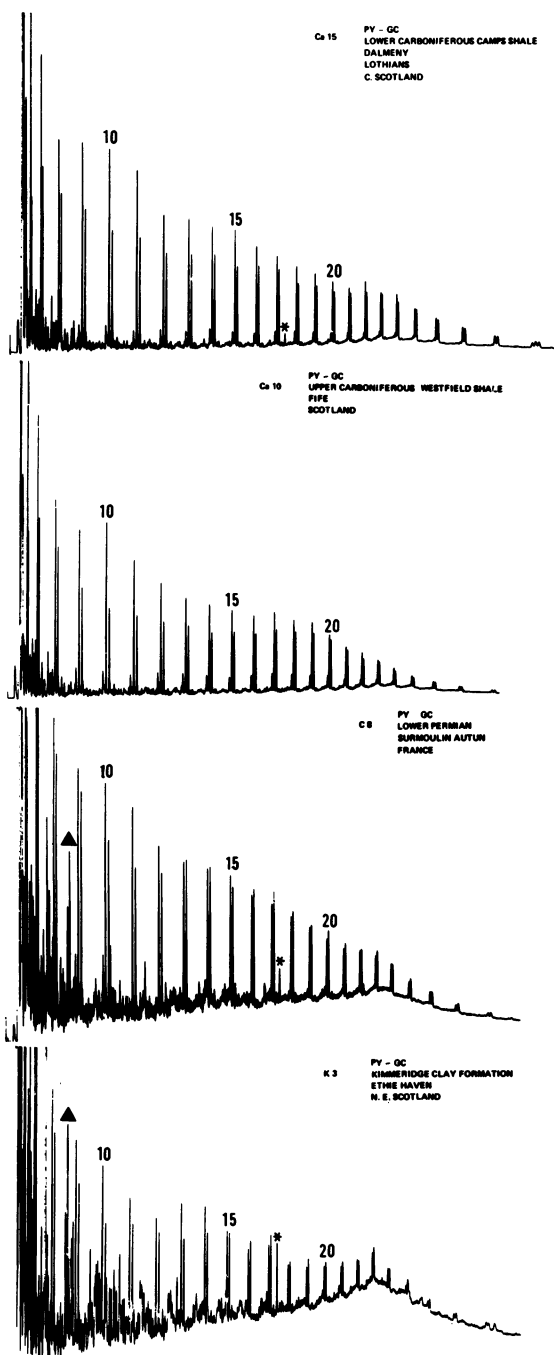 Ca 15
PY - GC
LOWER CARBONIFEROUS CAMPS SHALE
DALMENY
LOTHIANS
C. SCOTLAND
10
15
20
*
Ca 10
PY - GC
UPPER CARBONIFEROUS WESTFIELD SHALE
FIFE
SCOTLAND
10
15
20
C 8
PY GC
LOWER PERMIAN
SURMOULIN AUTUN
FRANCE
10
15
20
*
K 3
PY - GC
KIMMERIDGE CLAY FORMATION
ETHIE HAVEN
N. E. SCOTLAND
10
15
20
*